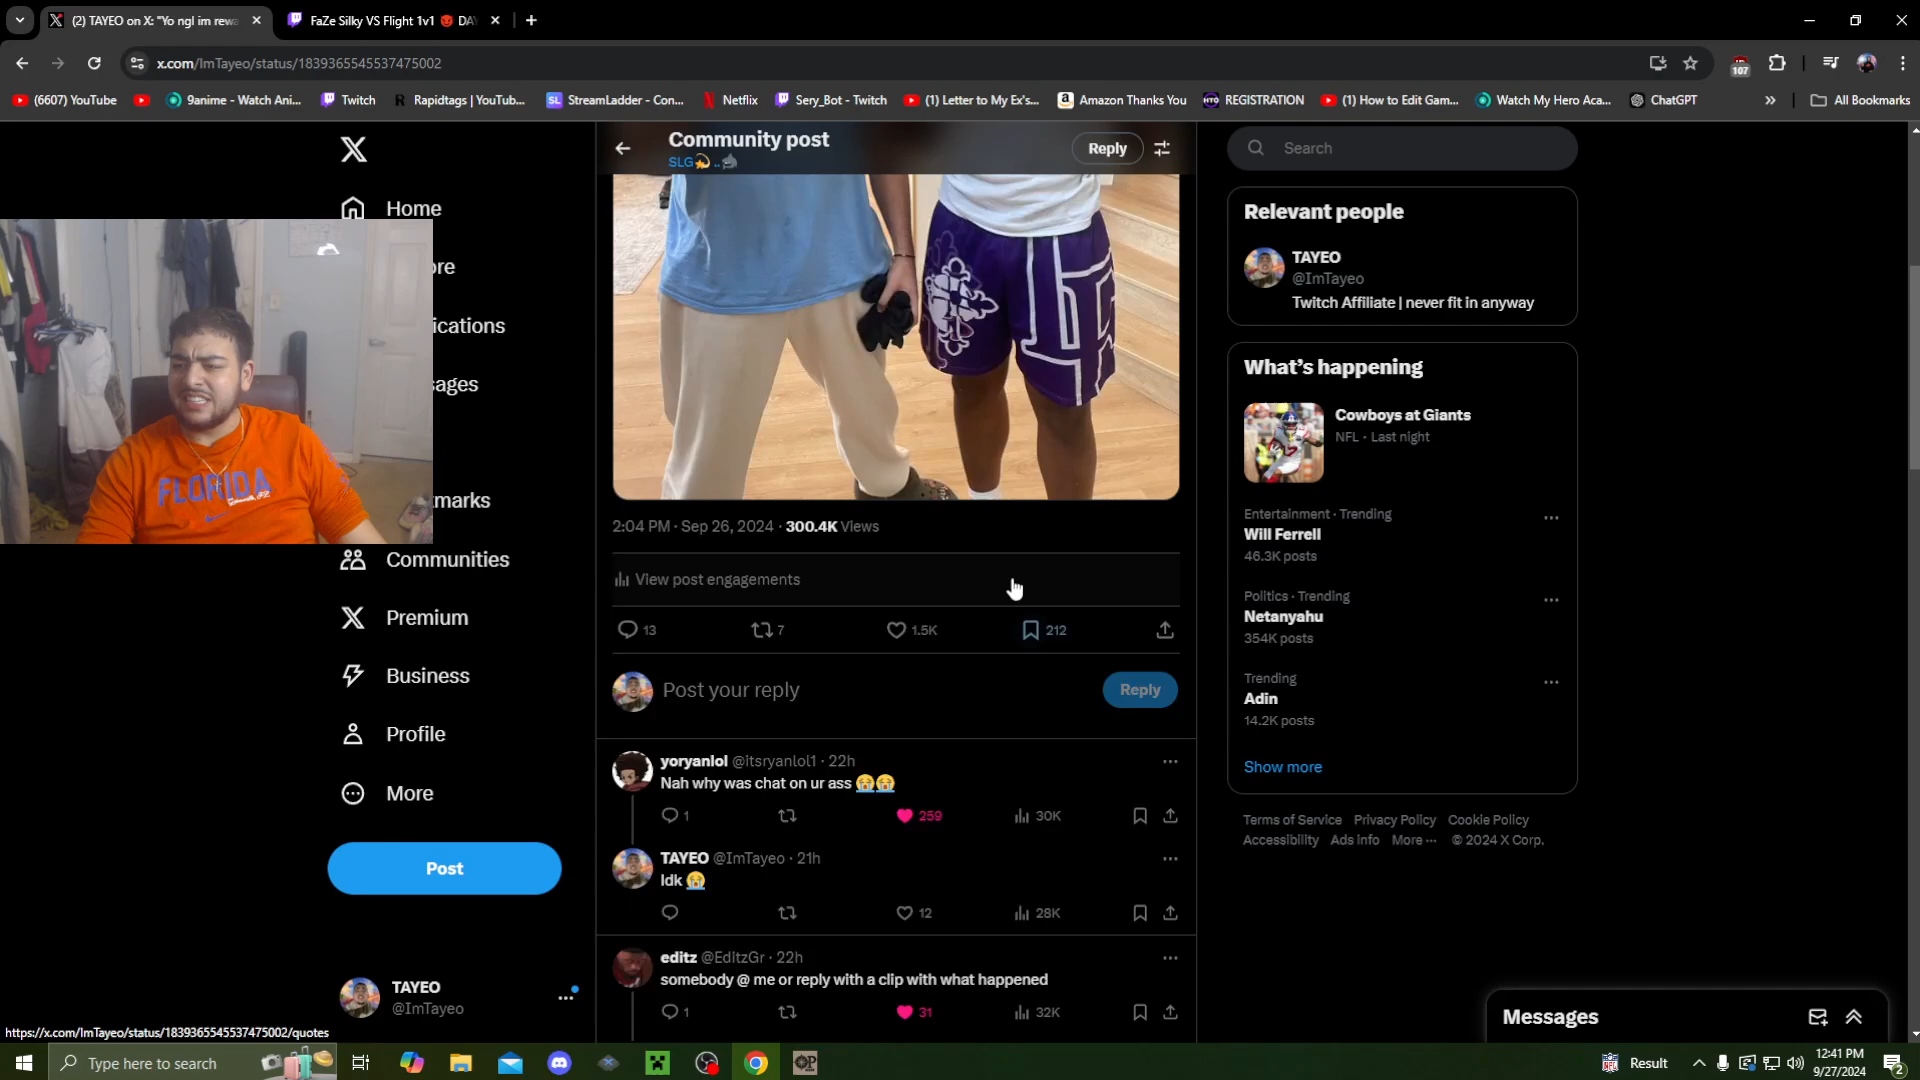 (2) TAYEO on X: "Yo ngl im rewa
FaZe Silky VS Flight 1v1 😡 DA
x.com/ImTayeo/status/1839365545537475002
107
(6607) YouTube
9anime - Watch Ani...
Twitch
Rapidtags | YouTub...
SL StreamLadder - Con...
Netflix
Sery_Bot - Twitch
(1) Letter to My Ex's...
Amazon Thanks You
REGISTRATION
(1) How to Edit Gam...
Watch My Hero Aca...
ChatGPT
All Bookmarks
Community post
SLG💫 ..🦈
Reply
Search
Home
ore
ications
sages
marks
Communities
Premium
Business
Profile
More
Post
TAYEO
@ImTayeo
FLORIDA
2:04 PM · Sep 26, 2024 · 300.4K Views
View post engagements
13 7 1.5K 212
Post your reply
Reply
yoryanlol @itsryanlol1 · 22h
Nah why was chat on ur ass 😭😭
1 259 30K
TAYEO @ImTayeo · 21h
Idk 😭
12 28K
editz @EditzGr · 22h
somebody @ me or reply with a clip with what happened
1 31 32K
Relevant people
TAYEO
@ImTayeo
Twitch Affiliate | never fit in anyway
What's happening
Cowboys at Giants
NFL · Last night
Entertainment · Trending
Will Ferrell
46.3K posts
Politics · Trending
Netanyahu
354K posts
Trending
Adin
14.2K posts
Show more
Terms of Service Privacy Policy Cookie Policy
Accessibility Ads info More ··· © 2024 X Corp.
Messages
https://x.com/ImTayeo/status/1839365545537475002/quotes
Type here to search
Result
12:41 PM
9/27/2024
2